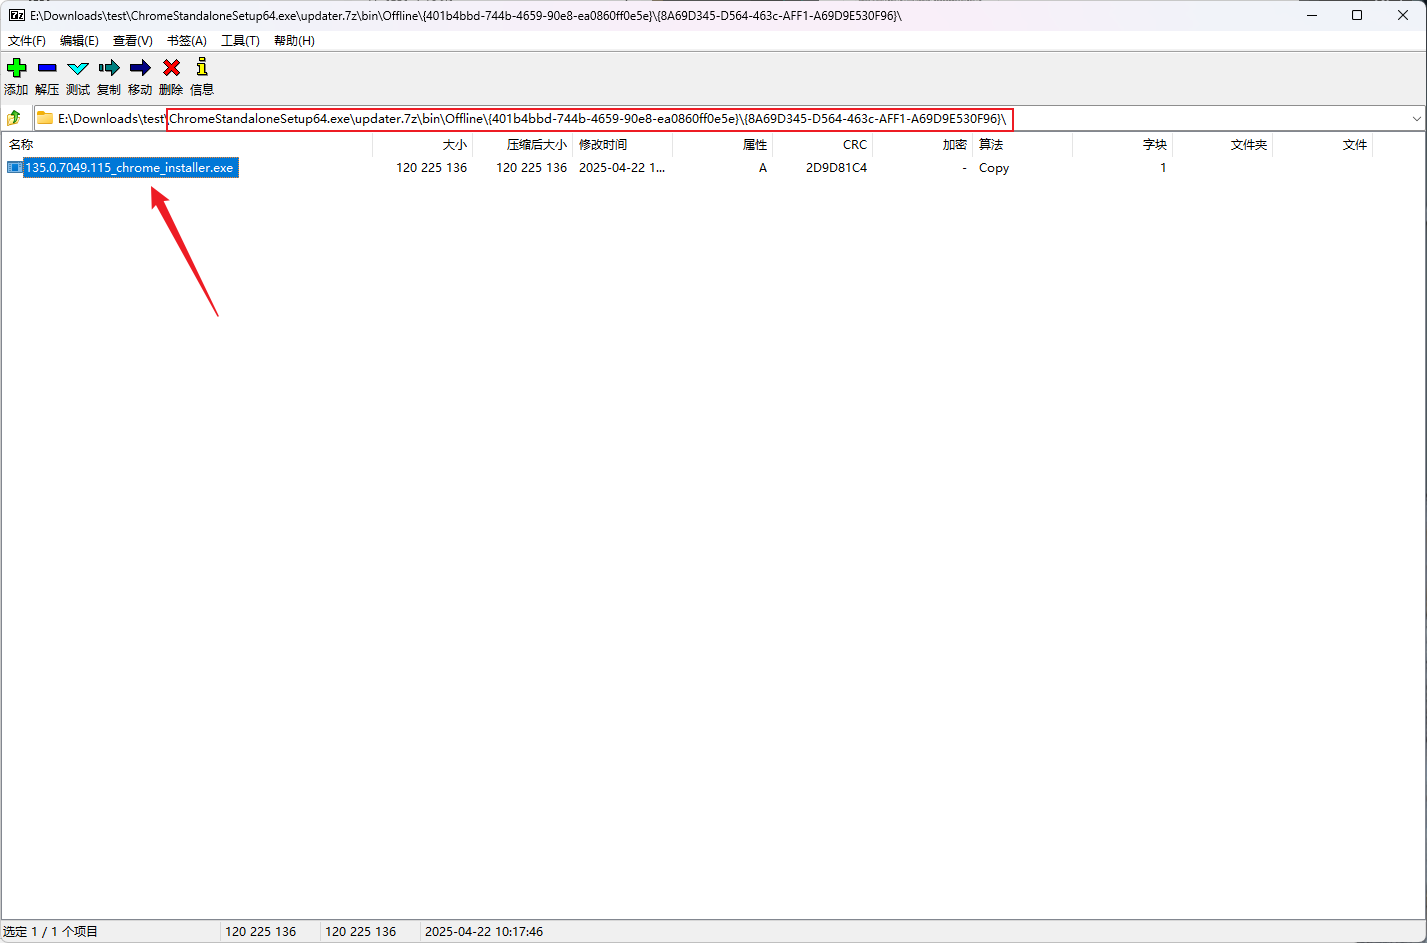 E:\Downloads\test\ChromeStandaloneSetup64.exe\updater.7z\bin\Offline\{401b4bbd-744b-4659-90e8-ea0860ff0e5e}\{8A69D345-D564-463c-AFF1-A69D9E530F96}\
文件(F) 编辑(E) 查看(V) 书签(A) 工具(T) 帮助(H)
添加 解压 测试 复制 移动 删除 信息
E:\Downloads\test\ChromeStandaloneSetup64.exe\updater.7z\bin\Offline\{401b4bbd-744b-4659-90e8-ea0860ff0e5e}\{8A69D345-D564-463c-AFF1-A69D9E530F96}\
名称 大小 压缩后大小 修改时间 属性 CRC 加密 算法 字块 文件夹 文件
135.0.7049.115_chrome_installer.exe 120 225 136 120 225 136 2025-04-22 1... A 2D9D81C4 - Copy 1
选定 1 / 1 个项目 120 225 136 120 225 136 2025-04-22 10:17:46